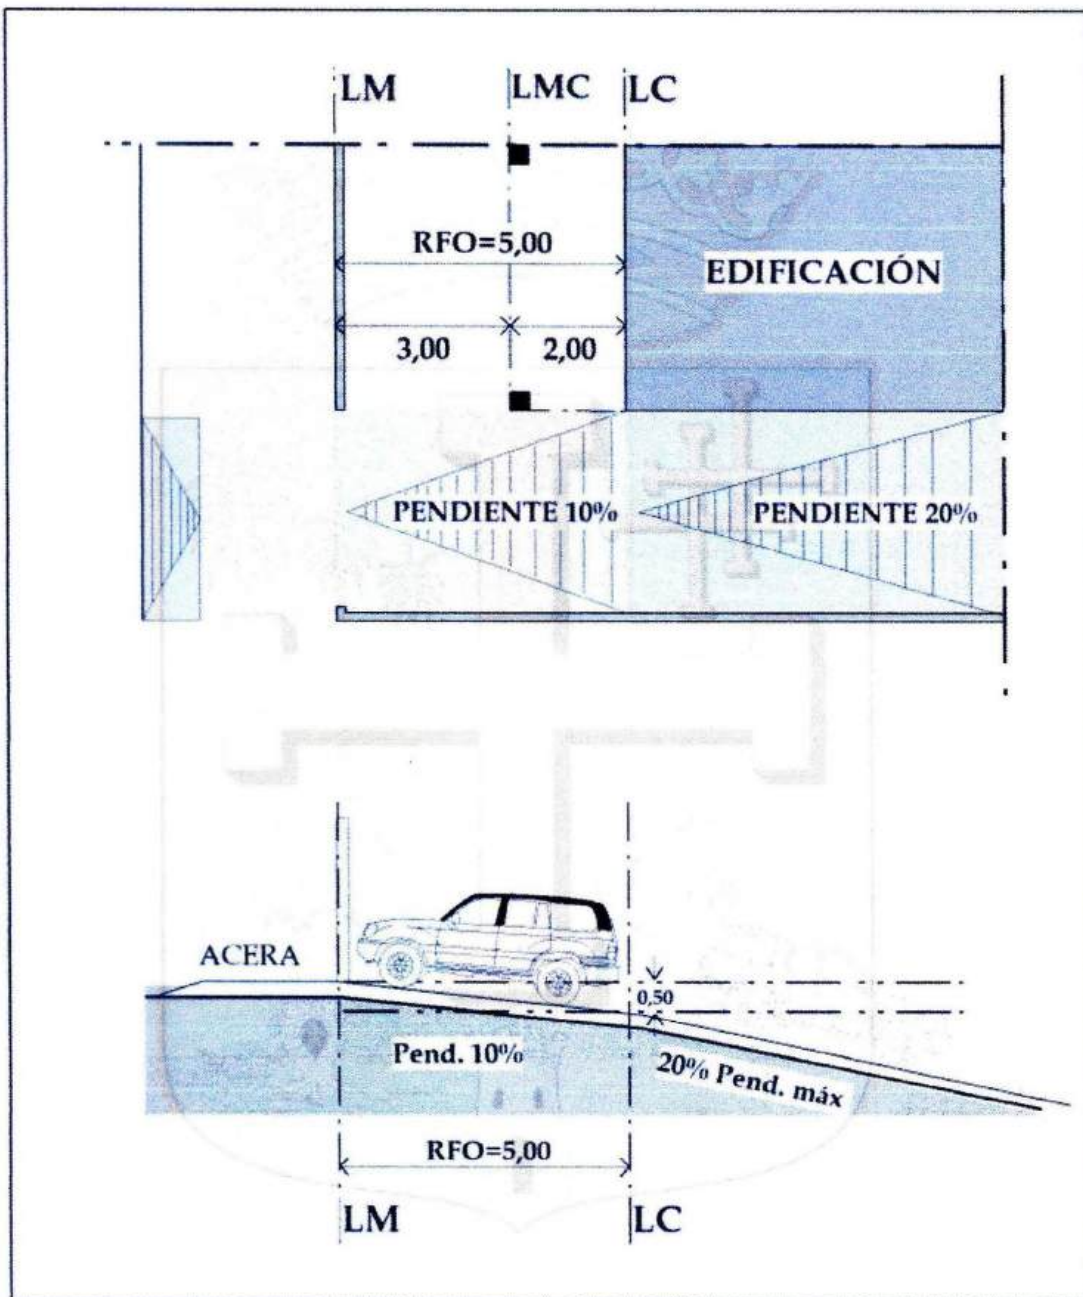 LM LMC LC
RFO=5,00
EDIFICACIÓN
3,00 2,00
PENDIENTE 10% PENDIENTE 20%
ACERA
0,50
Pend. 10%
20% Pend. máx
RFO=5,00
LM LC